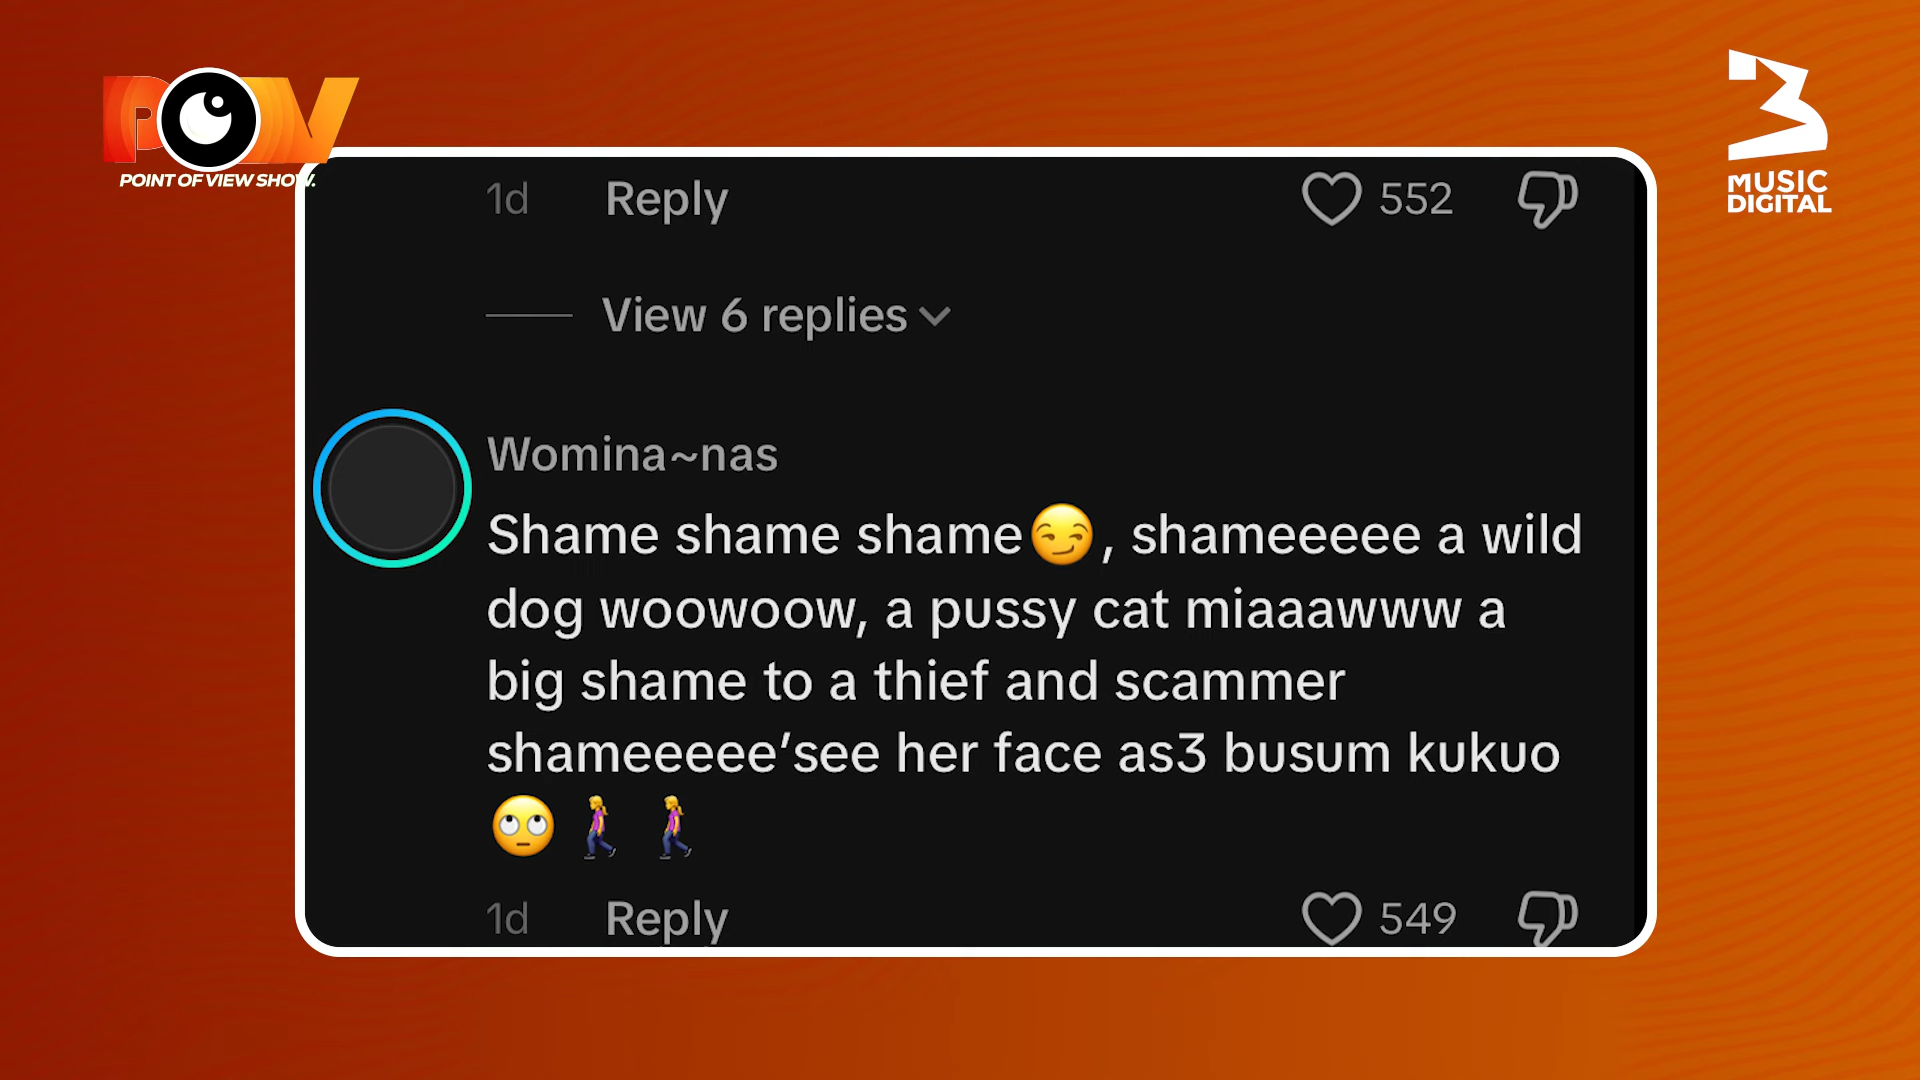 POV
POINT OF VIEW SHOW.
3
MUSIC
DIGITAL
1d Reply 552
View 6 replies
Womina~nas
Shame shame shame😏, shameeeee a wild
dog woowoow, a pussy cat miaaawww a
big shame to a thief and scammer
shameeeee’see her face as3 busum kukuo
🙄🚶‍♀️🚶‍♀️
1d Reply 549